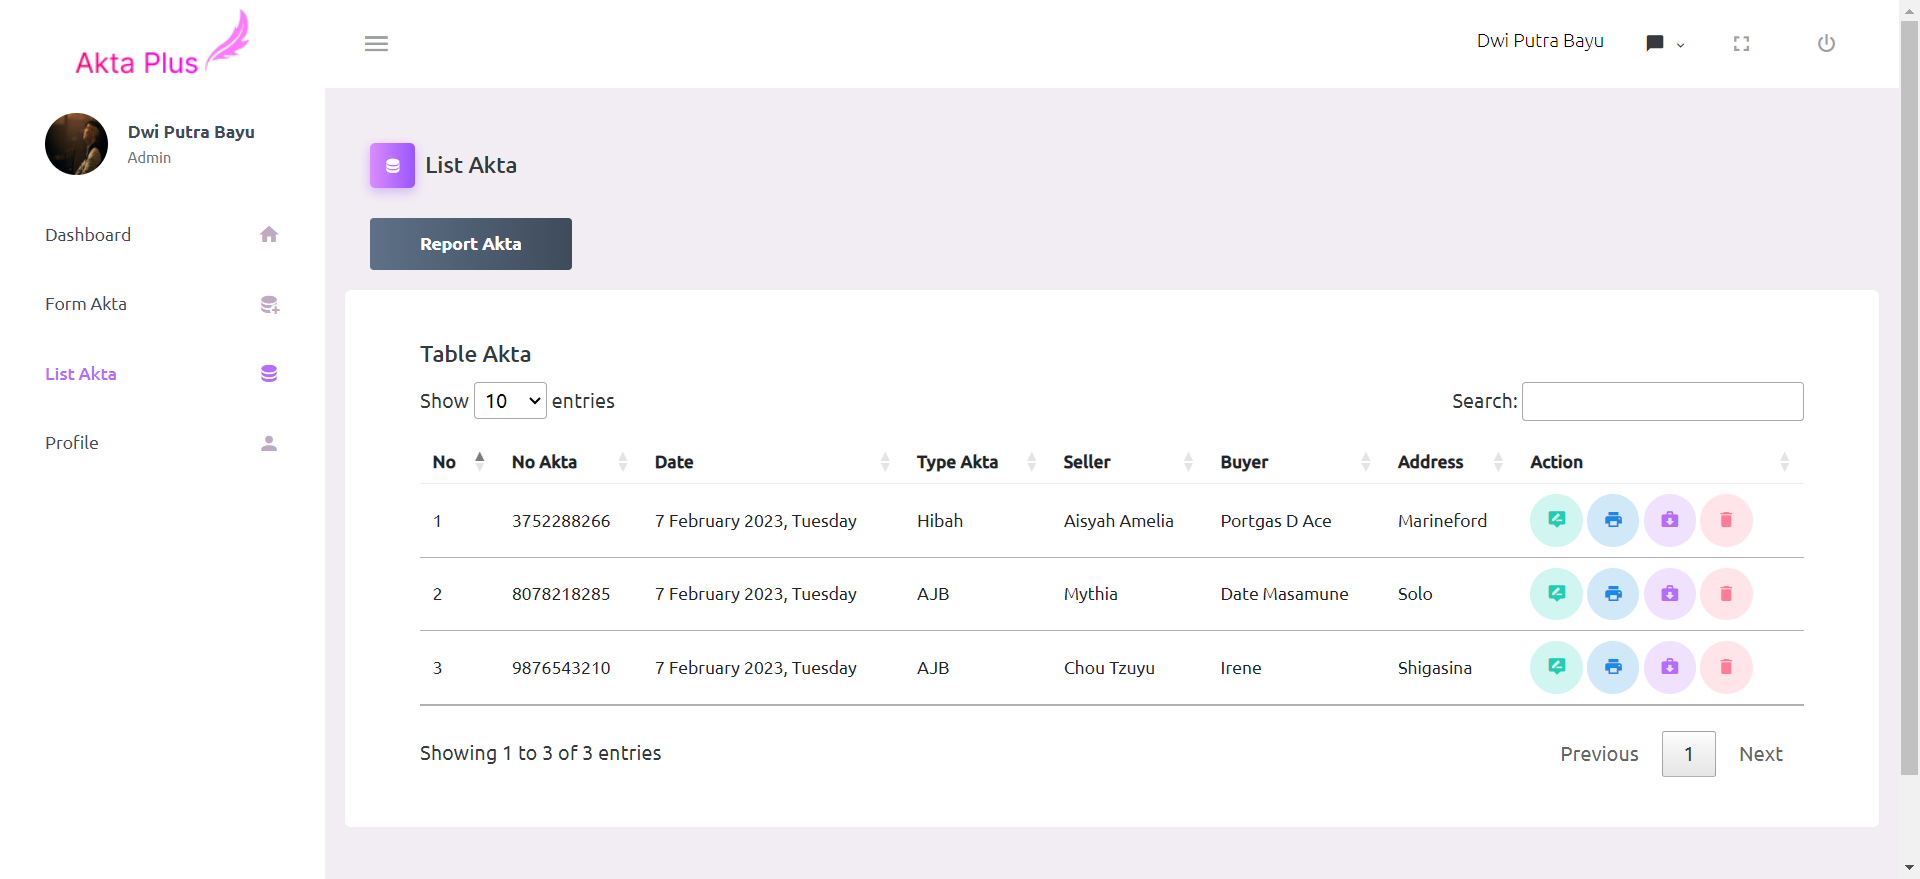 Akta Plus
Dwi Putra Bayu
Dwi Putra Bayu
Admin
Dashboard
Form Akta
List Akta
Profile
List Akta
Report Akta
Table Akta
Show 10 entries
Search:
No No Akta Date Type Akta Seller Buyer Address Action
1 3752288266 7 February 2023, Tuesday Hibah Aisyah Amelia Portgas D Ace Marineford
2 8078218285 7 February 2023, Tuesday AJB Mythia Date Masamune Solo
3 9876543210 7 February 2023, Tuesday AJB Chou Tzuyu Irene Shigasina
Showing 1 to 3 of 3 entries
Previous 1 Next